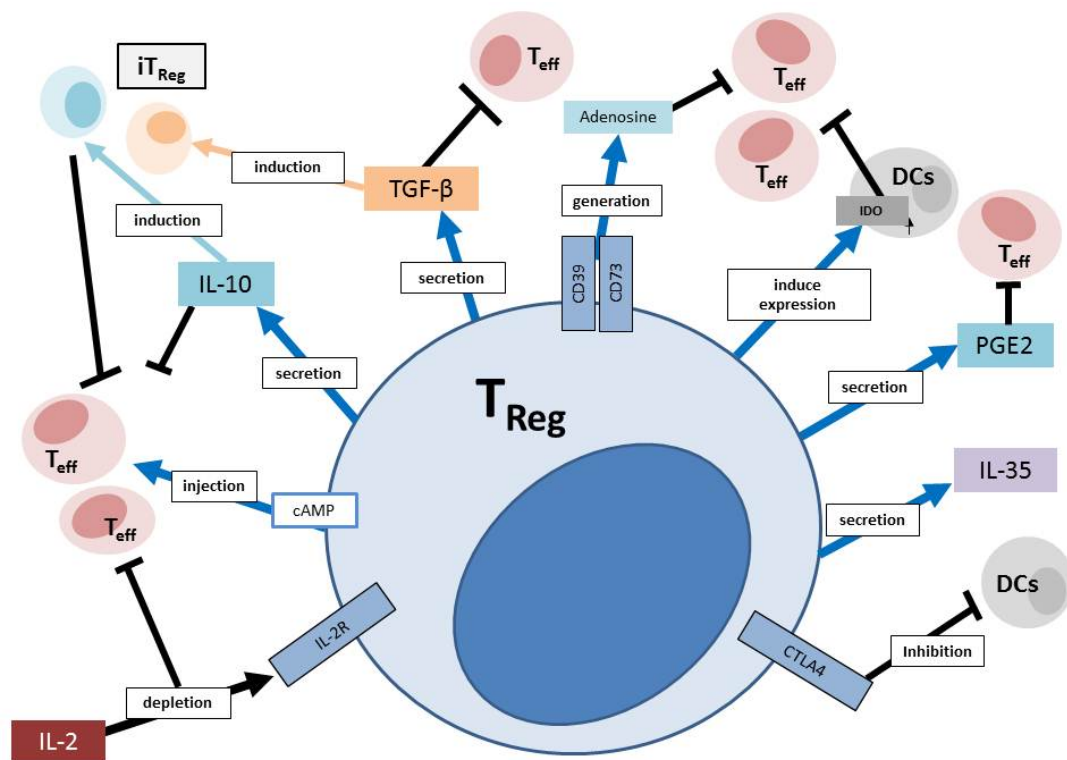 iTReg
Teff
Teff
Adenosine
Teff
DCs
IDO
induction
TGF-β
generation
induction
Teff
secretion
CD39
CD73
induce
expression
IL-10
PGE2
secretion
TReg
secretion
Teff
injection
cAMP
IL-35
secretion
Teff
DCs
IL-2R
CTLA4
Inhibition
depletion
IL-2